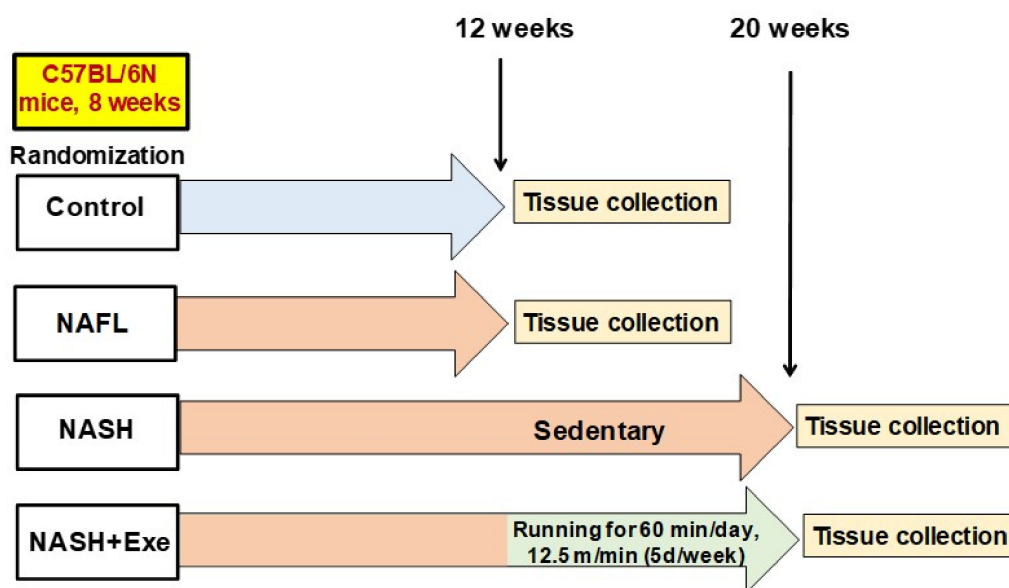 12 weeks
20 weeks
C57BL/6N
mice, 8 weeks
Randomization
Control
Tissue collection
NAFL
Tissue collection
NASH
Sedentary
Tissue collection
NASH+Exe
Running for 60 min/day,
12.5 m/min (5d/week)
Tissue collection